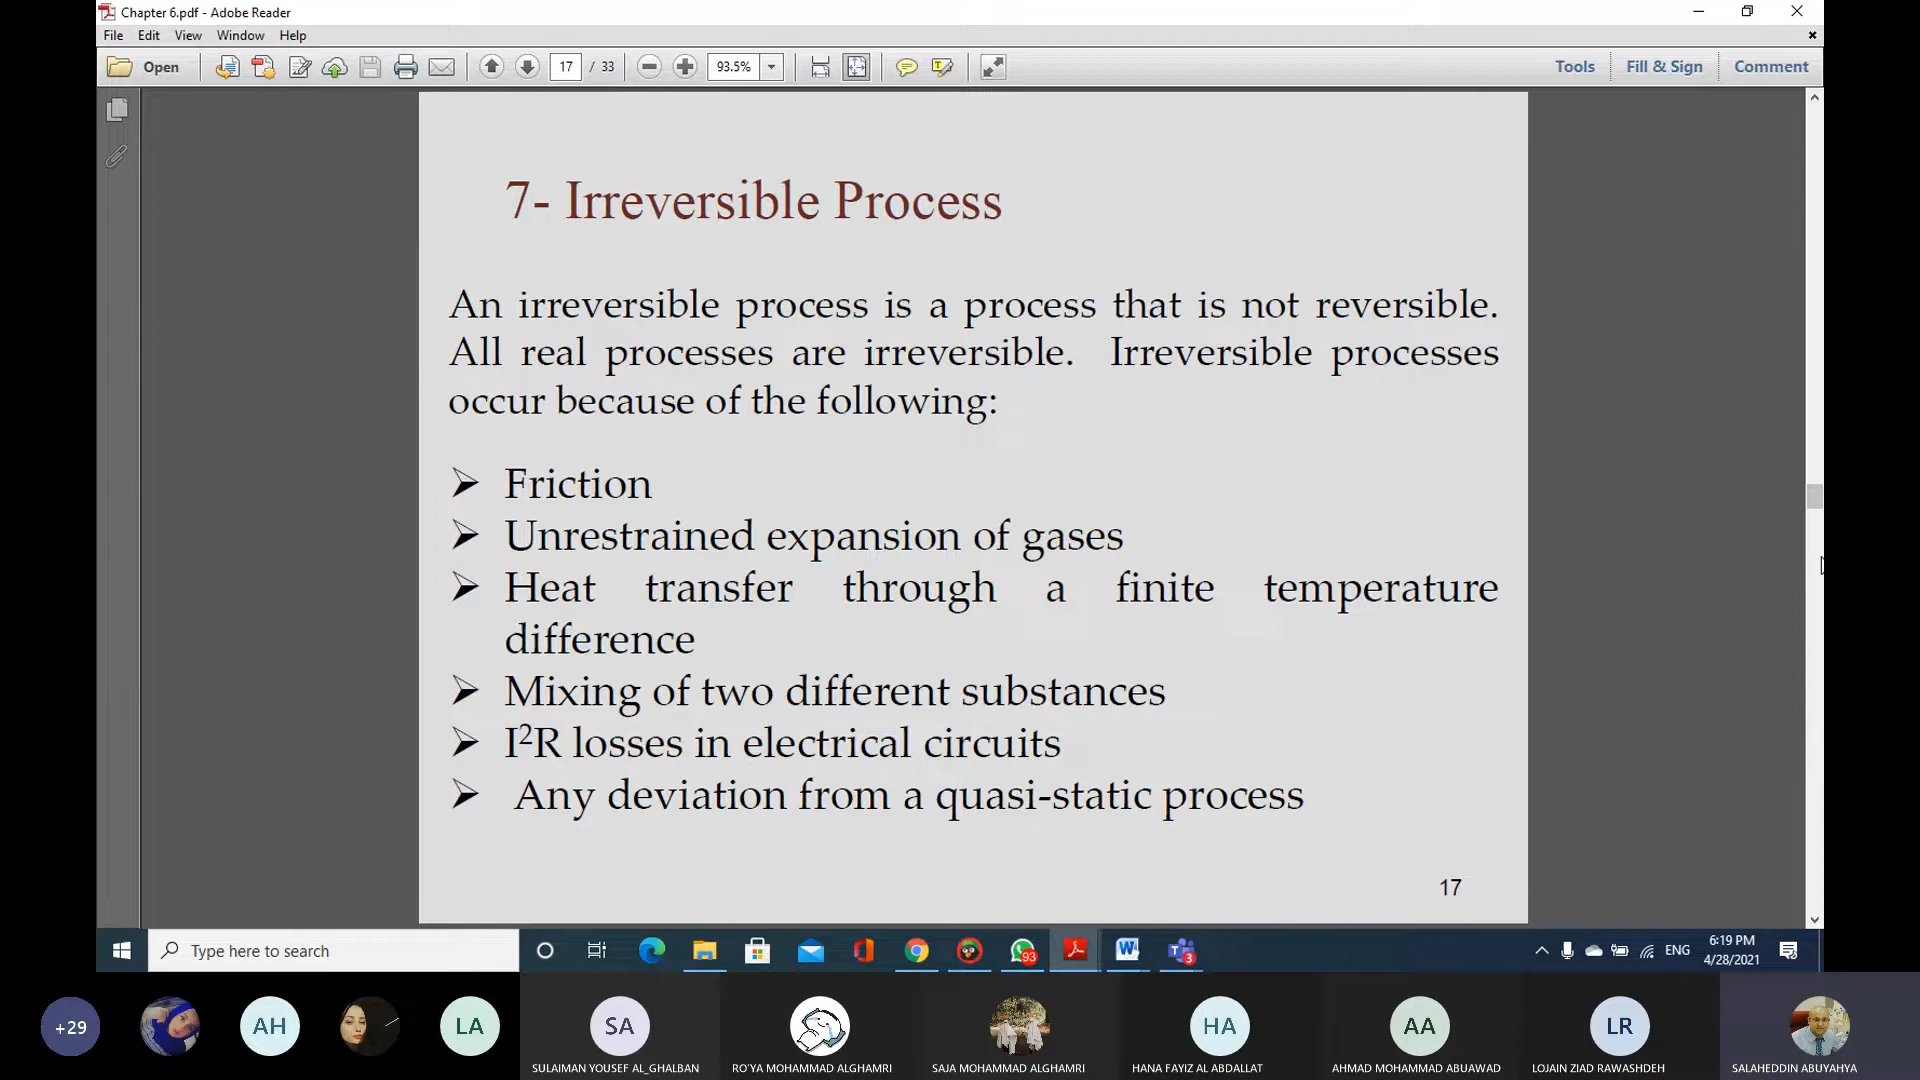 Chapter 6.pdf - Adobe Reader
File Edit View Window Help
Open 17 / 33 93.5% Tools Fill & Sign Comment
7- Irreversible Process
An irreversible process is a process that is not reversible.
All real processes are irreversible. Irreversible processes
occur because of the following:
➢ Friction
➢ Unrestrained expansion of gases
➢ Heat transfer through a finite temperature
difference
➢ Mixing of two different substances
➢ I²R losses in electrical circuits
➢ Any deviation from a quasi-static process
17
Type here to search
93
3
ENG
6:19 PM
4/28/2021
+29 AH LA SA HA AA LR
SULAIMAN YOUSEF AL_GHALBAN RO'YA MOHAMMAD ALGHAMRI SAJA MOHAMMAD ALGHAMRI HANA FAYIZ AL ABDALLAT AHMAD MOHAMMAD ABUAWAD LOJAIN ZIAD RAWASHDEH SALAHEDDIN ABUYAHYA